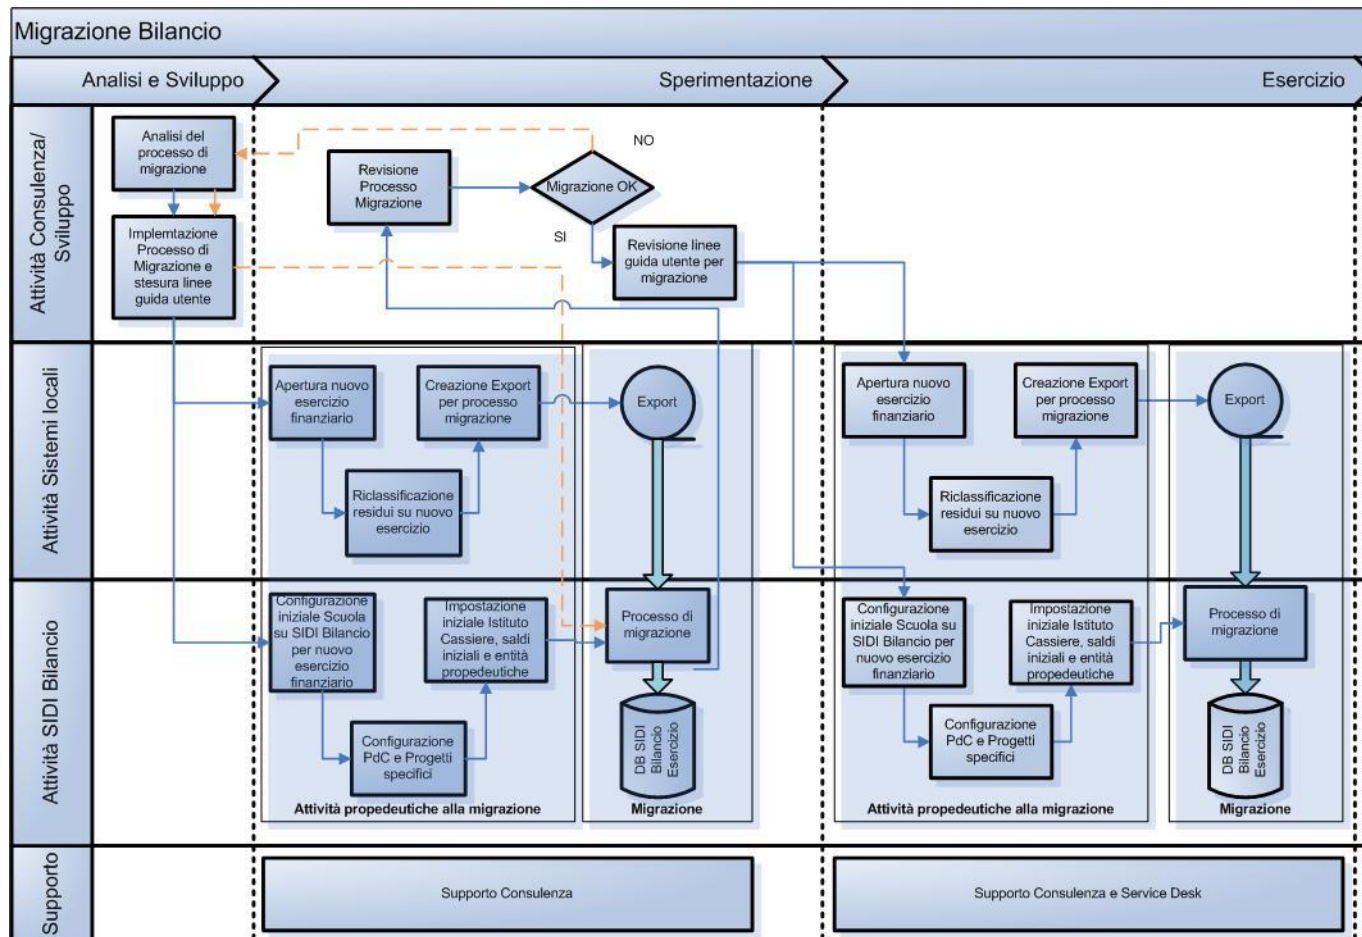 Migrazione Bilancio
Analisi e Sviluppo
Sperimentazione
Esercizio
Attività Consulenza/
Sviluppo
Analisi del
processo di
migrazione
Implemtazione
Processo di
Migrazione e
stesura linee
guida utente
Revisione
Processo
Migrazione
Migrazione OK
NO
SI
Revisione linee
guida utente per
migrazione
Attività Sistemi locali
Apertura nuovo
esercizio
finanziario
Creazione Export
per processo
migrazione
Export
Riclassificazione
residui su nuovo
esercizio
Apertura nuovo
esercizio
finanziario
Creazione Export
per processo
migrazione
Export
Riclassificazione
residui su nuovo
esercizio
Attività SIDI Bilancio
Configurazione
iniziale Scuola
su SIDI Bilancio
per nuovo
esercizio
finanziario
Impostazione
iniziale Istituto
Cassiere, saldi
iniziali e entità
propedeutiche
Processo di
migrazione
Configurazione
PdC e Progetti
specifici
DB SIDI
Bilancio
Esercizio
Attività propedeutiche alla migrazione
Migrazione
Configurazione
iniziale Scuola su
SIDI Bilancio per
nuovo esercizio
finanziario
Impostazione
iniziale Istituto
Cassiere, saldi
iniziali e entità
propedeutiche
Processo di
migrazione
Configurazione
PdC e Progetti
specifici
DB SIDI
Bilancio
Esercizio
Attività propedeutiche alla migrazione
Migrazione
Supporto
Supporto Consulenza
Supporto Consulenza e Service Desk